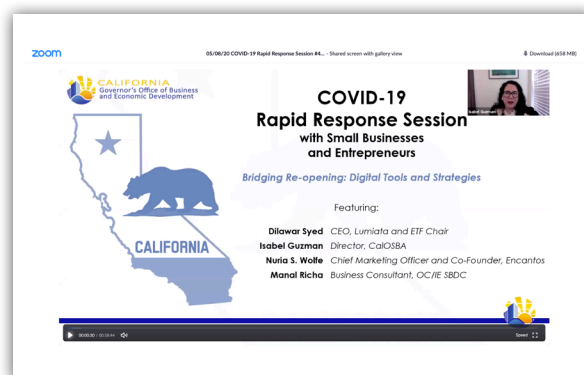 zoom
05/08/20 COVID-19 Rapid Response Session #4... - Shared screen with gallery view
Download (658 MB)
CALIFORNIA
Governor's Office of Business
and Economic Development
COVID-19
Rapid Response Session
with Small Businesses
and Entrepreneurs
Isabel Guzman
Bridging Re-opening: Digital Tools and Strategies
Featuring:
Dilawar Syed CEO, Lumiata and ETF Chair
Isabel Guzman Director, CalOSBA
Nuria S. Wolfe Chief Marketing Officer and Co-Founder, Encantos
Manal Richa Business Consultant, OC/IE SBDC
CALIFORNIA
Speed